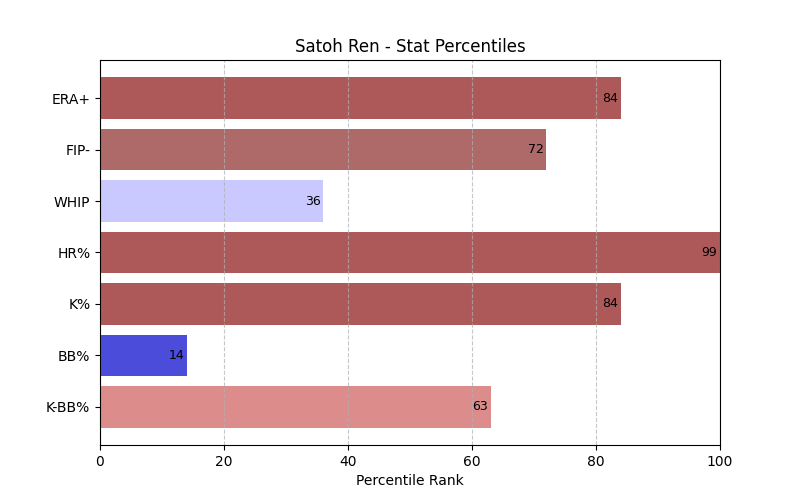 Satoh Ren - Stat Percentiles
ERA+ 84
FIP- 72
WHIP 36
HR% 99
K% 84
BB% 14
K-BB% 63
0 20 40 60 80 100
Percentile Rank